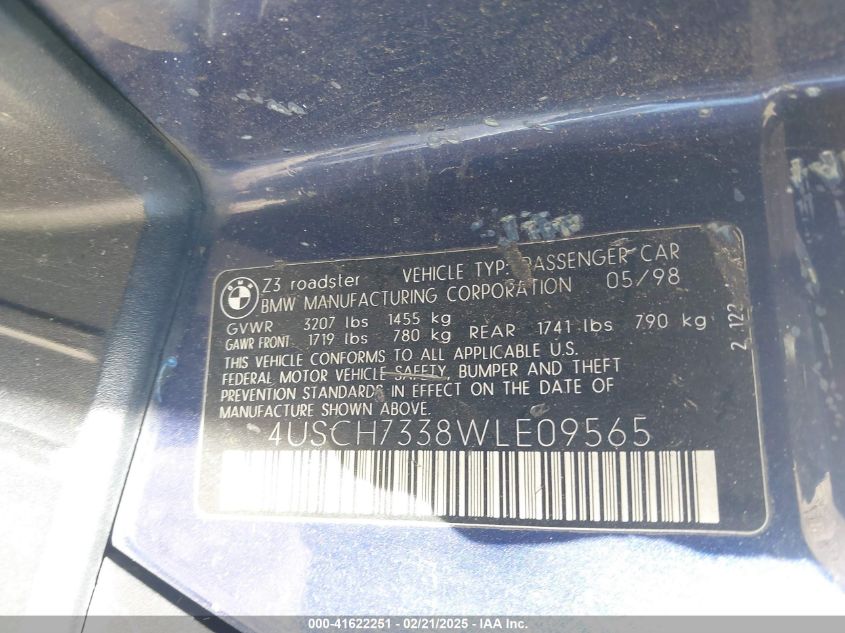 Z3 roadster VEHICLE TYP: PASSENGER CAR
BMW MANUFACTURING CORPORATION 05/98
GVWR 3207 lbs 1455 kg
GAWR FRONT: 1719 lbs 780 kg REAR 1741 lbs 790 kg
THIS VEHICLE CONFORMS TO ALL APPLICABLE U.S.
FEDERAL MOTOR VEHICLE SAFETY, BUMPER AND THEFT
PREVENTION STANDARDS IN EFFECT ON THE DATE OF
MANUFACTURE SHOWN ABOVE.
4USCH7338WLE09565
2 122
000-41622251 - 02/21/2025 - IAA Inc.